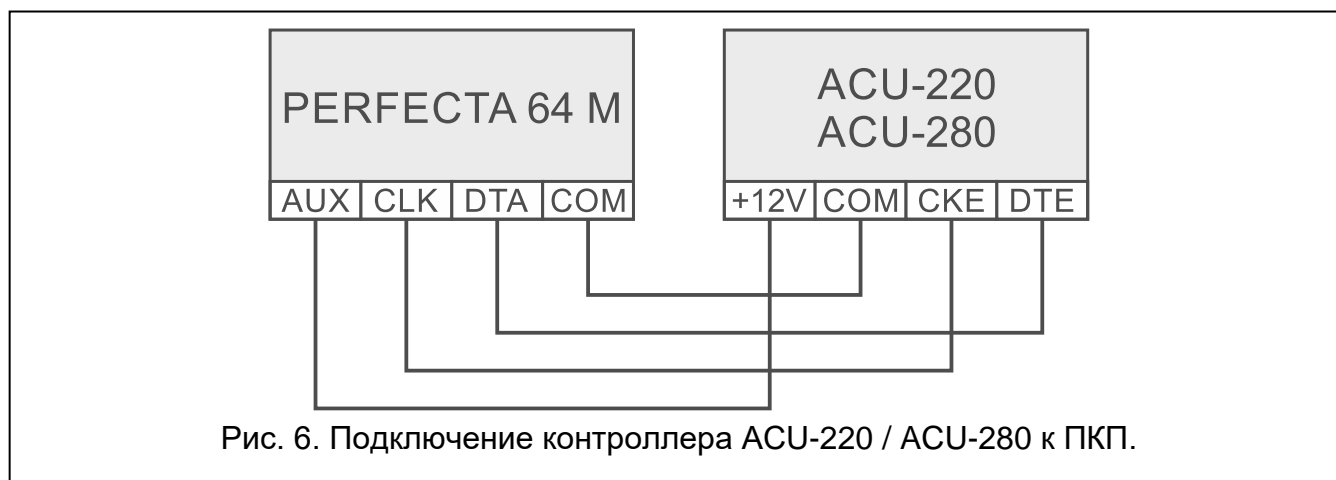 PERFECTA 64 M
AUX CLK DTA COM
ACU-220
ACU-280
+12V COM CKE DTE
Рис. 6. Подключение контроллера ACU-220 / ACU-280 к ПКП.